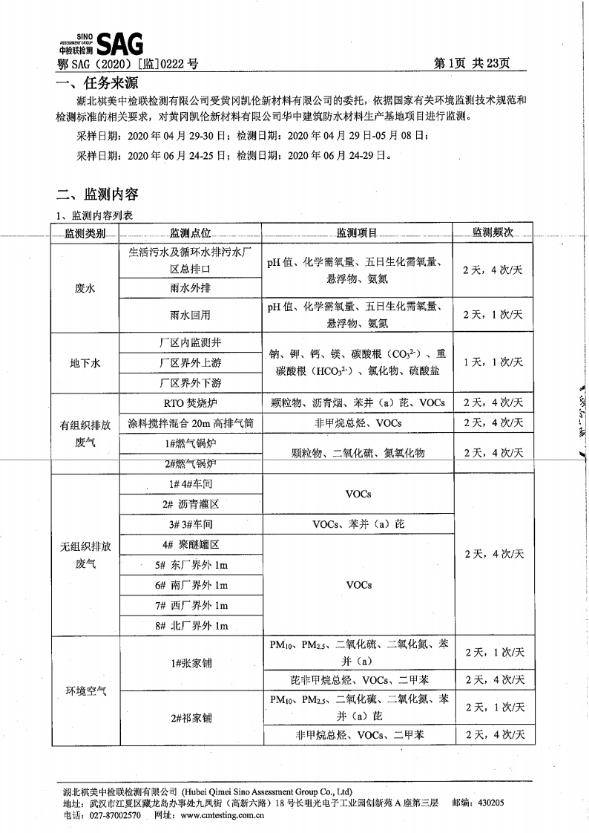 SINO
ASSESSMENT GROUP
中检联检测
SAG
鄂 SAG（2020）[监]0222 号
第 1页 共 23页
一、任务来源
湖北祺美中检联检测有限公司受黄冈凯伦新材料有限公司的委托，依据国家有关环境监测技术规范和
检测标准的相关要求，对黄冈凯伦新材料有限公司华中建筑防水材料生产基地项目进行监测。
采样日期：2020 年 04 月 29-30 日；检测日期：2020 年 04 月 29 日-05 月 08 日；
采样日期：2020 年 06 月 24-25 日；检测日期：2020 年 06 月 24-29 日。
二、监测内容
1、监测内容列表
监测类别 监测点位 监测项目 监测频次
废水
生活污水及循环水排污水厂
区总排口
pH 值、化学需氧量、五日生化需氧量、
悬浮物、氨氮
2 天，4 次/天
雨水外排
雨水回用
pH 值、化学需氧量、五日生化需氧量、
悬浮物、氨氮
2 天，1 次/天
地下水
厂区内监测井
厂区界外上游
厂区界外下游
钠、钾、钙、镁、碳酸根（CO₃²⁻）、重
碳酸根（HCO₃²⁻）、氯化物、硫酸盐
1 天，1 次/天
有组织排放
废气
RTO 焚烧炉 颗粒物、沥青烟、苯并（a）芘、VOCs 2 天，4 次/天
涂料搅拌混合 20m 高排气筒 非甲烷总烃、VOCs 2 天，4 次/天
1#燃气锅炉
2#燃气锅炉
颗粒物、二氧化硫、氮氧化物
2 天，4 次/天
无组织排放
废气
1# 4#车间
2# 沥青灌区
VOCs
3# 3#车间 VOCs、苯并（a）芘
4# 聚醚罐区
5# 东厂界外 1m
6# 南厂界外 1m
7# 西厂界外 1m
8# 北厂界外 1m
VOCs
2 天，4 次/天
环境空气
1#张家铺
PM₁₀、PM₂.₅、二氧化硫、二氧化氮、苯
并（a）
2 天，1 次/天
芘非甲烷总烃、VOCs、二甲苯 2 天，4 次/天
2#祁家铺
PM₁₀、PM₂.₅、二氧化硫、二氧化氮、苯
并（a）芘
2 天，1 次/天
非甲烷总烃、VOCs、二甲苯 2 天，4 次/天
湖北祺美中检联检测有限公司 (Hubei Qimei Sino Assessment Group Co., Ltd)
地址：武汉市江夏区藏龙岛办事处九凤街（高新六路）18 号长咀光电子工业园创新苑 A 座第三层 邮编：430205
电话：027-87002570 网址：www.cmtesting.com.cn